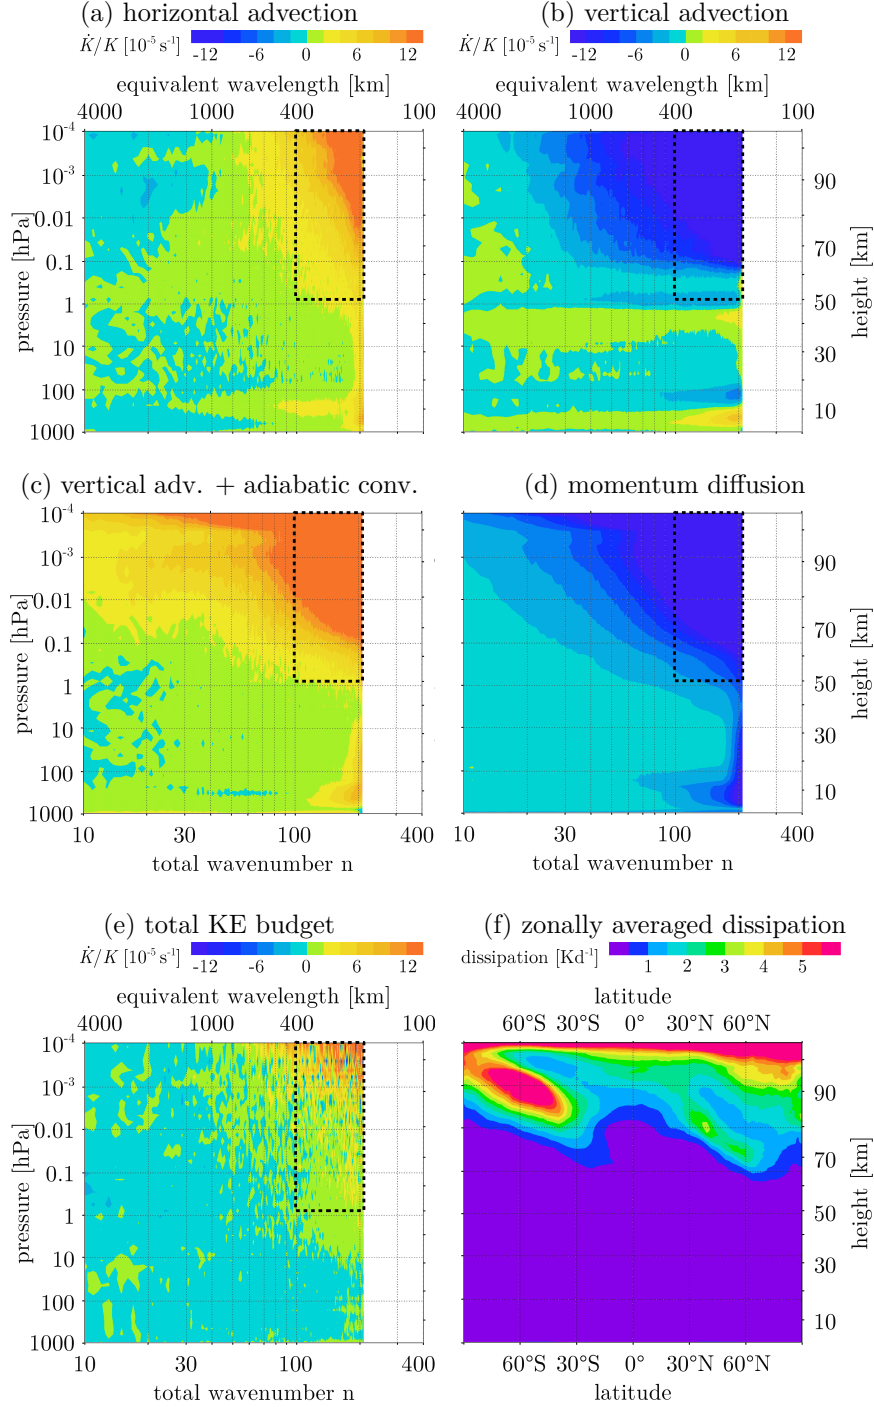 (a) horizontal advection
(b) vertical advection
K̇/K [10⁻⁵ s⁻¹]
-12 -6 0 6 12
K̇/K [10⁻⁵ s⁻¹]
-12 -6 0 6 12
equivalent wavelength [km]
equivalent wavelength [km]
4000 1000 400 100
4000 1000 400 100
pressure [hPa]
10⁻⁴
10⁻³
0.01
0.1
1
10
100
1000
90
70
50
30
10
height [km]
(c) vertical adv. + adiabatic conv.
(d) momentum diffusion
pressure [hPa]
10⁻⁴
10⁻³
0.01
0.1
1
10
100
1000
90
70
50
30
10
height [km]
10 30 100 400
10 30 100 400
total wavenumber n
total wavenumber n
(e) total KE budget
(f) zonally averaged dissipation
K̇/K [10⁻⁵ s⁻¹]
-12 -6 0 6 12
dissipation [Kd⁻¹]
1 2 3 4 5
equivalent wavelength [km]
latitude
4000 1000 400 100
60°S 30°S 0° 30°N 60°N
pressure [hPa]
10⁻⁴
10⁻³
0.01
0.1
1
10
100
1000
90
70
50
30
10
height [km]
10 30 100 400
60°S 30°S 0° 30°N 60°N
total wavenumber n
latitude